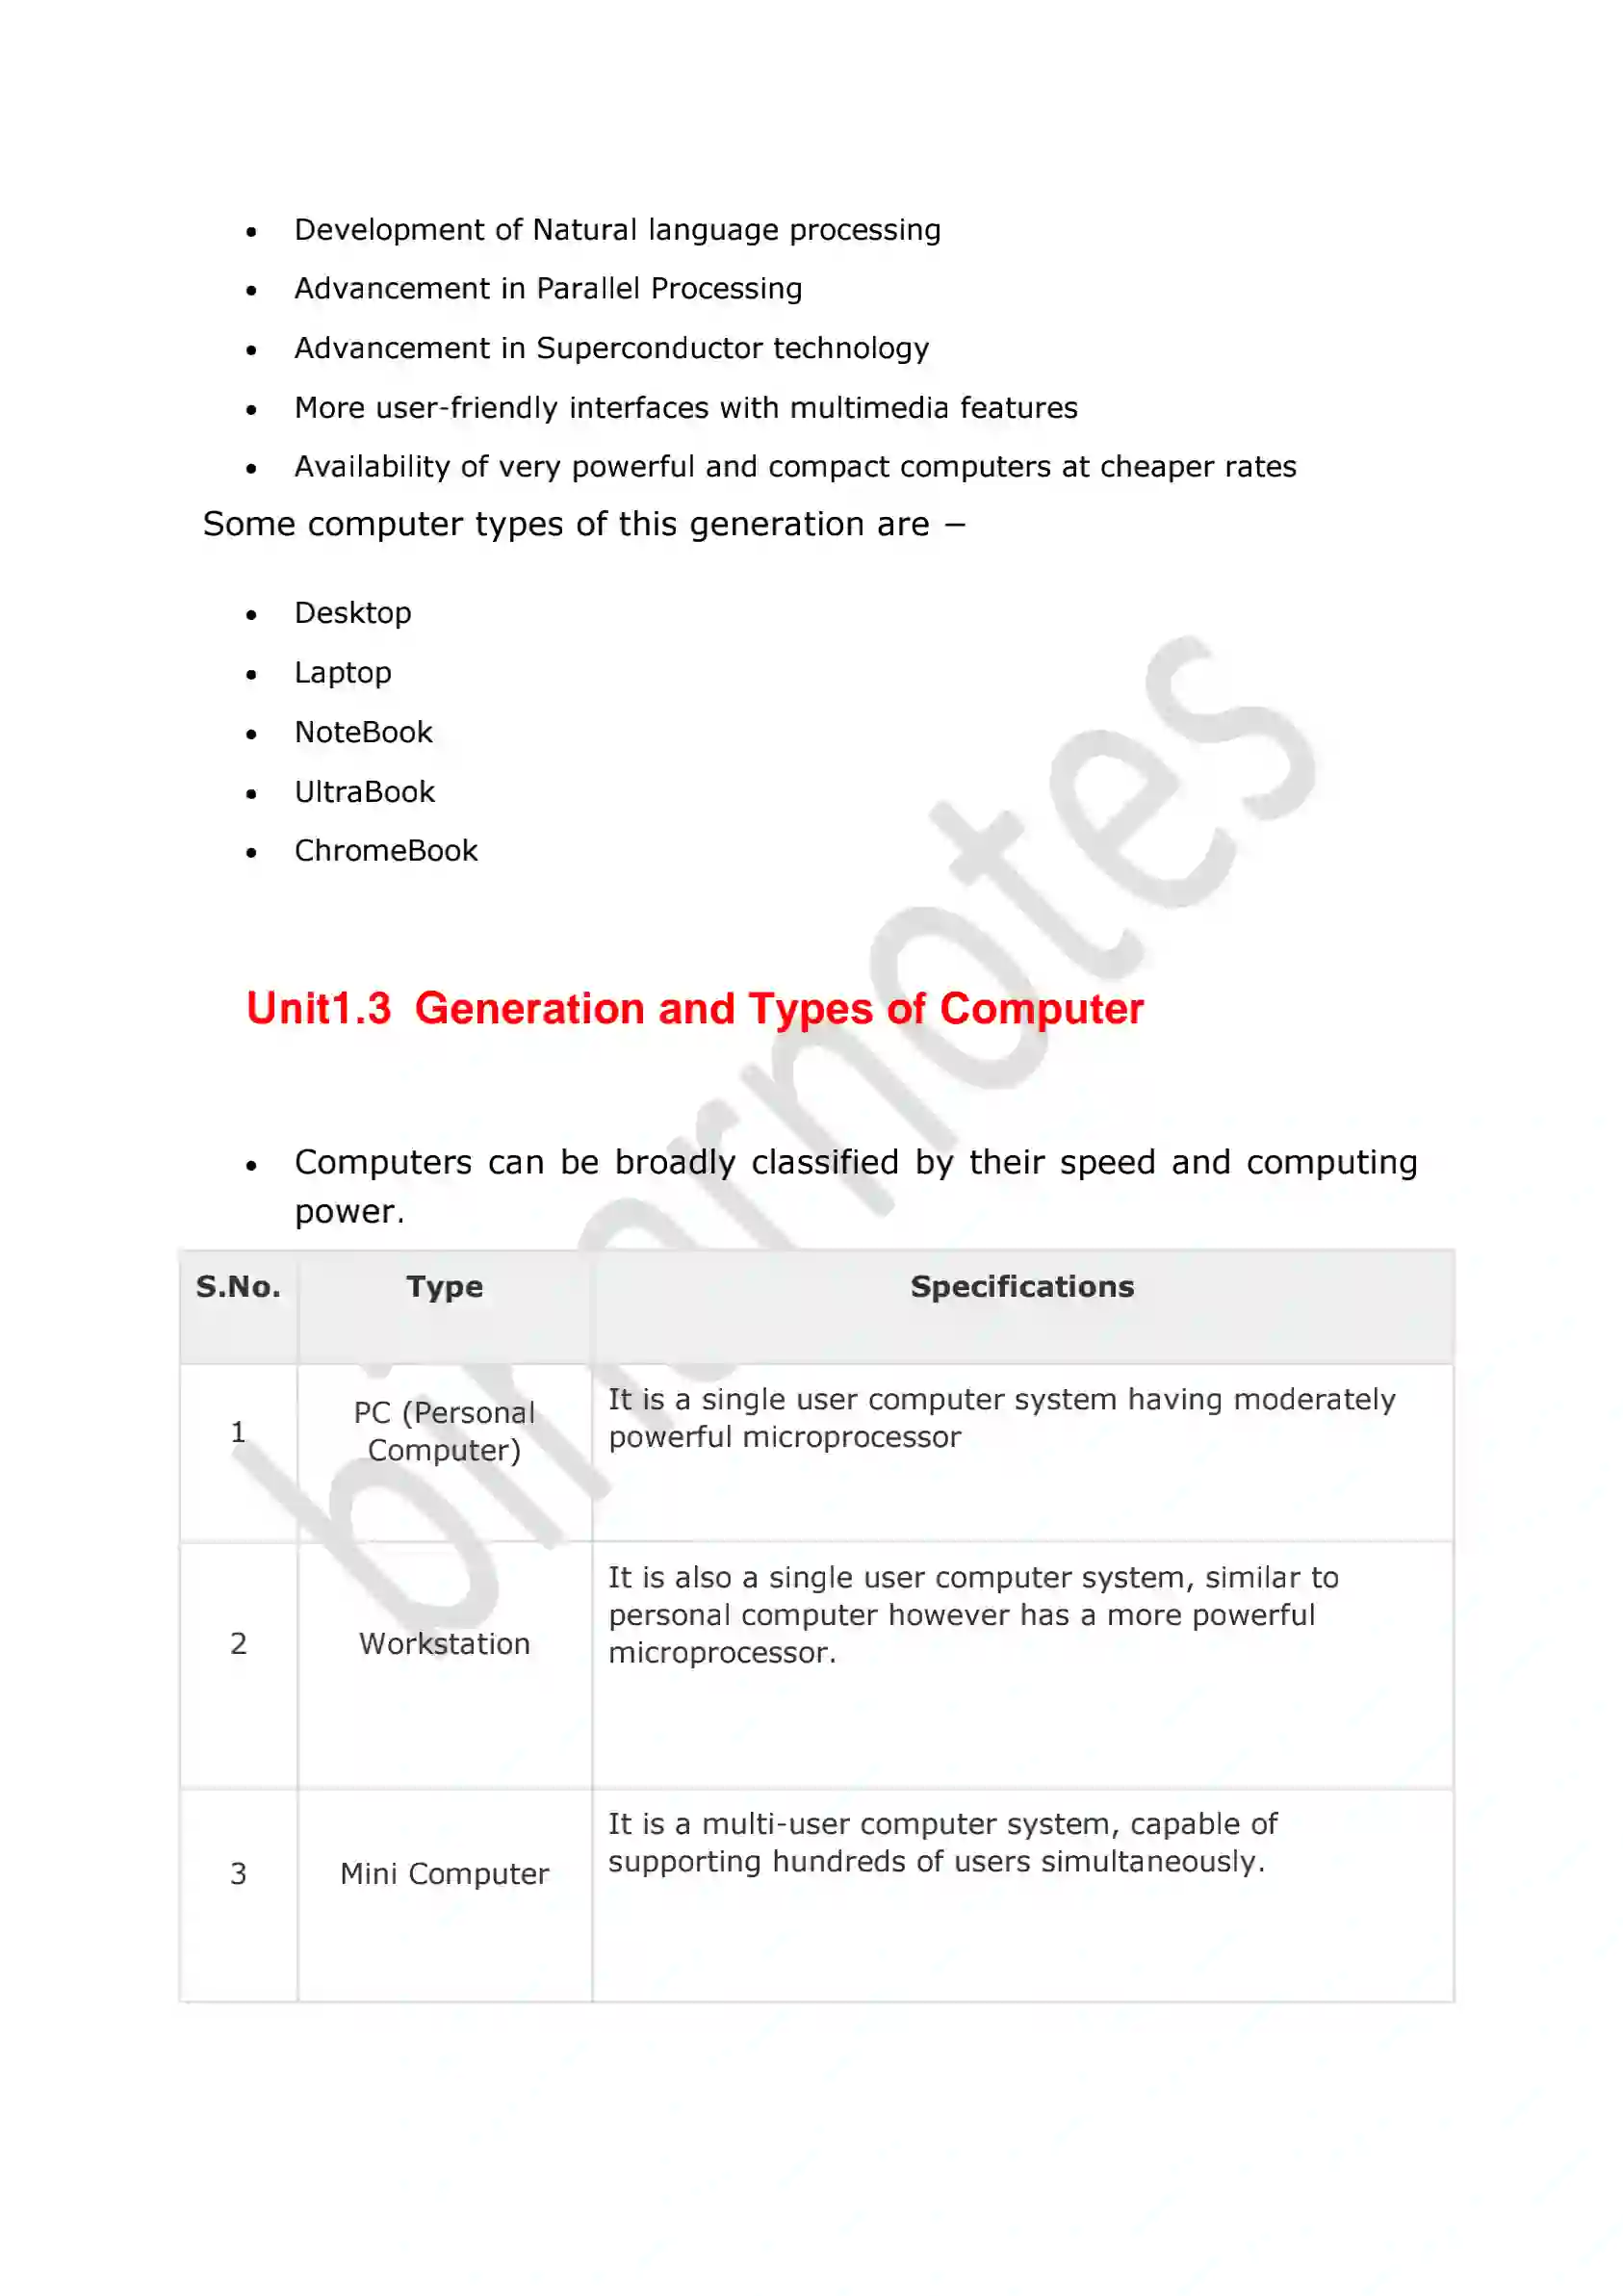 • Development of Natural language processing
• Advancement in Parallel Processing
• Advancement in Superconductor technology
• More user-friendly interfaces with multimedia features
• Availability of very powerful and compact computers at cheaper rates
Some computer types of this generation are −
• Desktop
• Laptop
• NoteBook
• UltraBook
• ChromeBook
Unit1.3 Generation and Types of Computer
• Computers can be broadly classified by their speed and computing
power.
S.No. Type Specifications
1 PC (Personal Computer) It is a single user computer system having moderately
powerful microprocessor
2 Workstation It is also a single user computer system, similar to
personal computer however has a more powerful
microprocessor.
3 Mini Computer It is a multi-user computer system, capable of
supporting hundreds of users simultaneously.
binarnotes